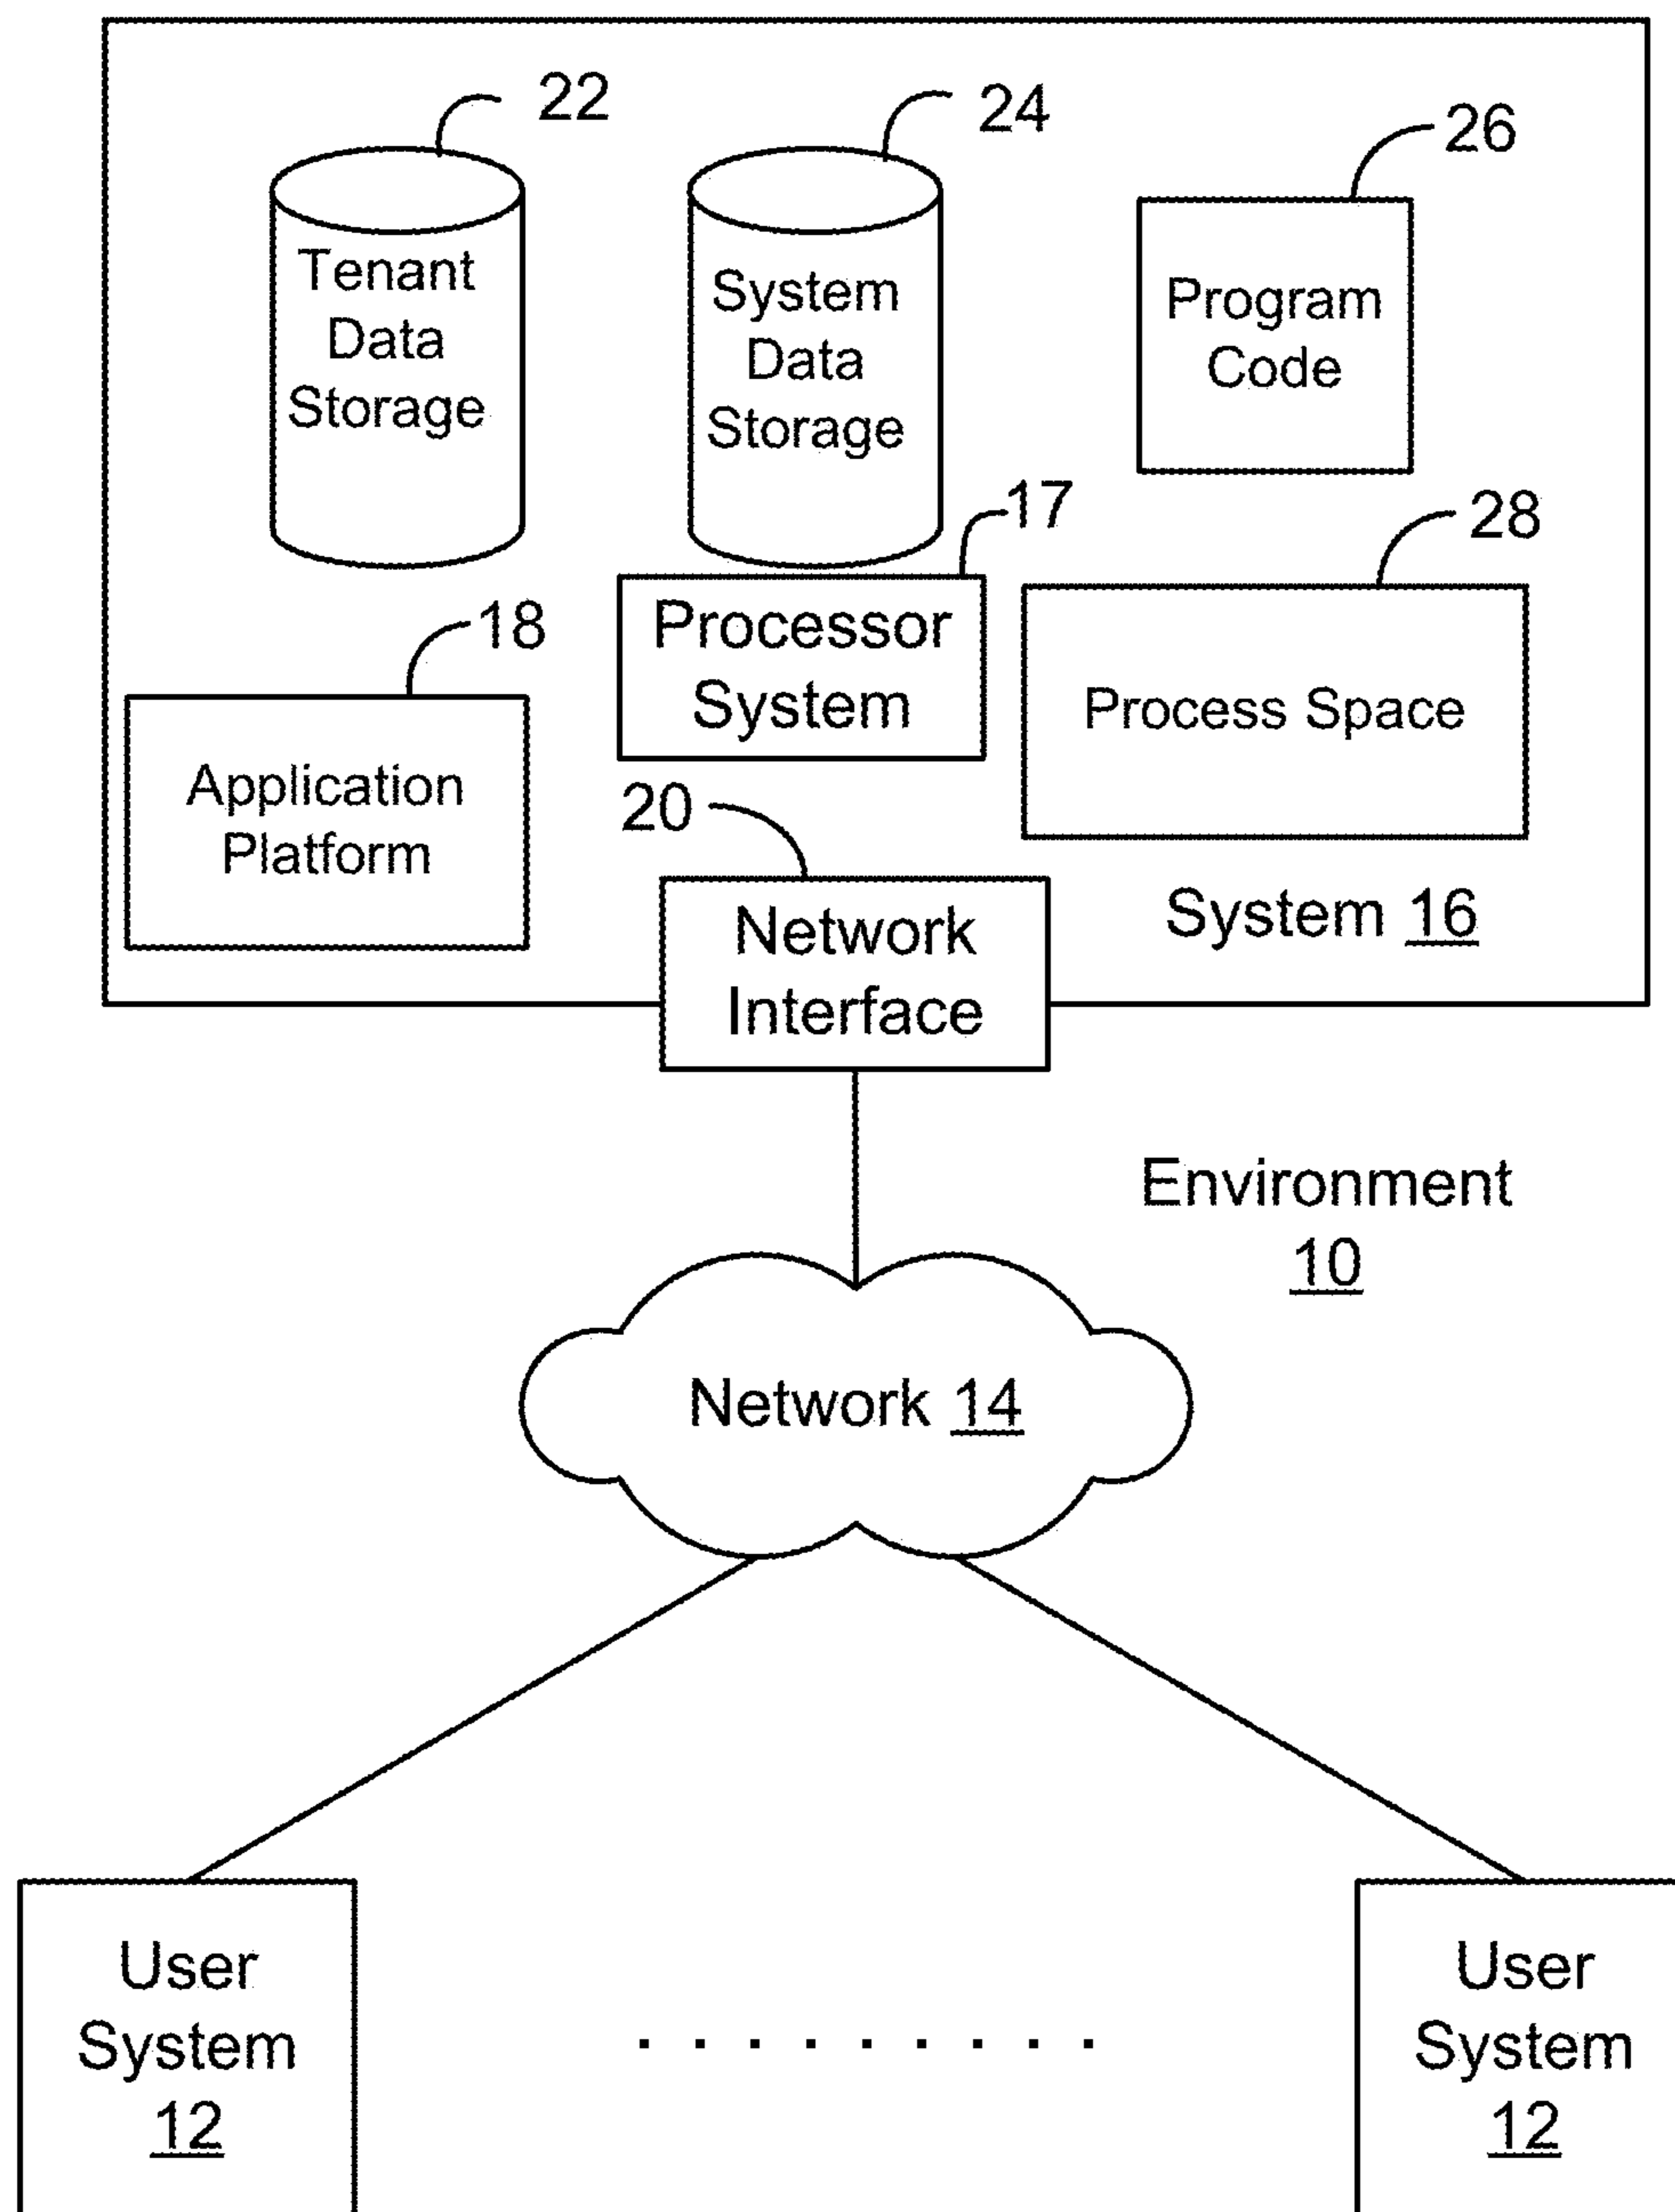 22
24
26
Tenant
Data
Storage
System
Data
Storage
Program
Code
17
28
18
Processor
System
Process Space
Application
Platform
20
Network
Interface
System 16
Environment
10
Network 14
User
System
12
User
System
12